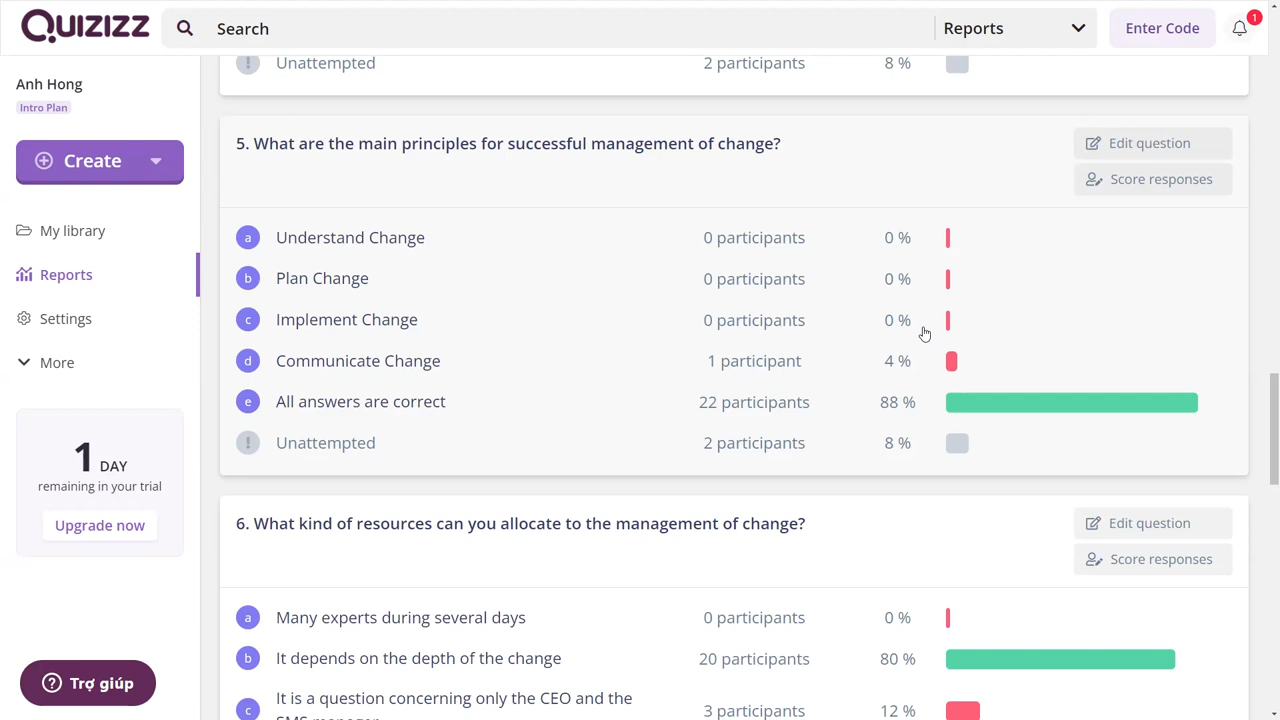 QUIZIZZ
Search
Reports
Enter Code
1
Anh Hong
Intro Plan
Create
My library
Reports
Settings
More
1 DAY
remaining in your trial
Upgrade now
Trợ giúp
! Unattempted 2 participants 8 %
5. What are the main principles for successful management of change?
Edit question
Score responses
a Understand Change 0 participants 0 %
b Plan Change 0 participants 0 %
c Implement Change 0 participants 0 %
d Communicate Change 1 participant 4 %
e All answers are correct 22 participants 88 %
! Unattempted 2 participants 8 %
6. What kind of resources can you allocate to the management of change?
Edit question
Score responses
a Many experts during several days 0 participants 0 %
b It depends on the depth of the change 20 participants 80 %
c It is a question concerning only the CEO and the 3 participants 12 %
SMS manager